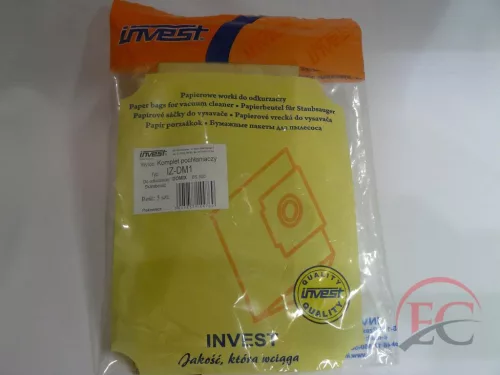 invest
Papierowe worki do odkurzaczy
Paper bags for vacuum cleaner • Papierbeutel für Staubsauger
Papírové sáčky do vysavače • Papierové vrecká do vysávača
Papír porzsákok • Бумажные пакеты для пылесоса
invest
Komplet pochłaniaczy
IZ-DM1
QUALITY
invest
QUALITY
INVEST
Jakość, która wciąga
EC